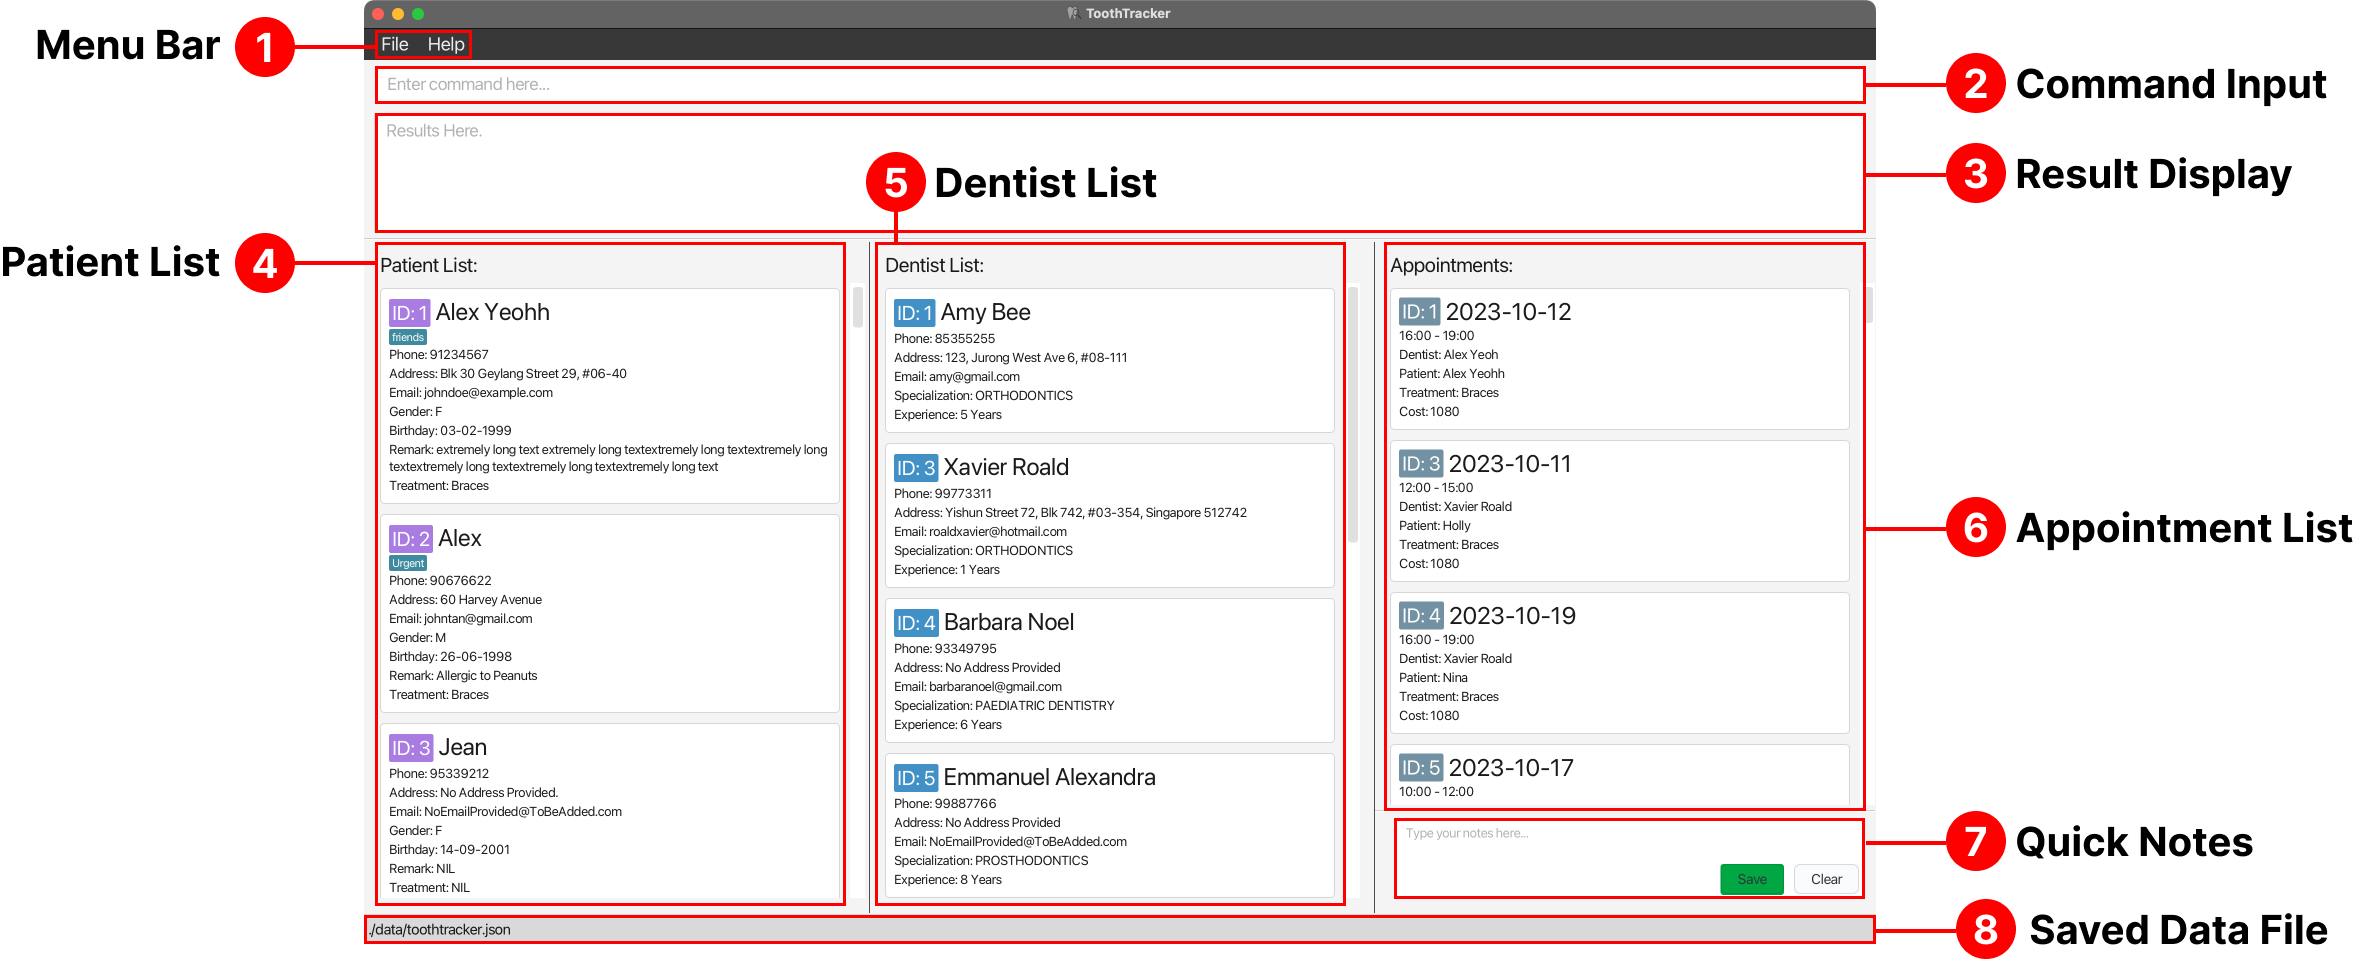 ToothTracker
Menu Bar 1
File Help
Enter command here...
2 Command Input
Results Here.
3 Result Display
5 Dentist List
Patient List 4
Patient List:
ID: 1 Alex Yeohh
friends
Phone: 91234567
Address: Blk 30 Geylang Street 29, #06-40
Email: johndoe@example.com
Gender: F
Birthday: 03-02-1999
Remark: extremely long text extremely long textextremely long textextremely long
textextremely long textextremely long textextremely long text
Treatment: Braces
ID: 2 Alex
Urgent
Phone: 90676622
Address: 60 Harvey Avenue
Email: johntan@gmail.com
Gender: M
Birthday: 26-06-1998
Remark: Allergic to Peanuts
Treatment: Braces
ID: 3 Jean
Phone: 95339212
Address: No Address Provided.
Email: NoEmailProvided@ToBeAdded.com
Gender: F
Birthday: 14-09-2001
Remark: NIL
Treatment: NIL
Dentist List:
ID: 1 Amy Bee
Phone: 85355255
Address: 123, Jurong West Ave 6, #08-111
Email: amy@gmail.com
Specialization: ORTHODONTICS
Experience: 5 Years
ID: 3 Xavier Roald
Phone: 99773311
Address: Yishun Street 72, Blk 742, #03-354, Singapore 512742
Email: roaldxavier@hotmail.com
Specialization: ORTHODONTICS
Experience: 1 Years
ID: 4 Barbara Noel
Phone: 93349795
Address: No Address Provided
Email: barbaranoel@gmail.com
Specialization: PAEDIATRIC DENTISTRY
Experience: 6 Years
ID: 5 Emmanuel Alexandra
Phone: 99887766
Address: No Address Provided
Email: NoEmailProvided@ToBeAdded.com
Specialization: PROSTHODONTICS
Experience: 8 Years
Appointments:
ID: 1 2023-10-12
16:00 - 19:00
Dentist: Alex Yeoh
Patient: Alex Yeohh
Treatment: Braces
Cost: 1080
ID: 3 2023-10-11
12:00 - 15:00
Dentist: Xavier Roald
Patient: Holly
Treatment: Braces
Cost: 1080
ID: 4 2023-10-19
16:00 - 19:00
Dentist: Xavier Roald
Patient: Nina
Treatment: Braces
Cost: 1080
ID: 5 2023-10-17
10:00 - 12:00
6 Appointment List
Type your notes here...
Save Clear
7 Quick Notes
./data/toothtracker.json
8 Saved Data File